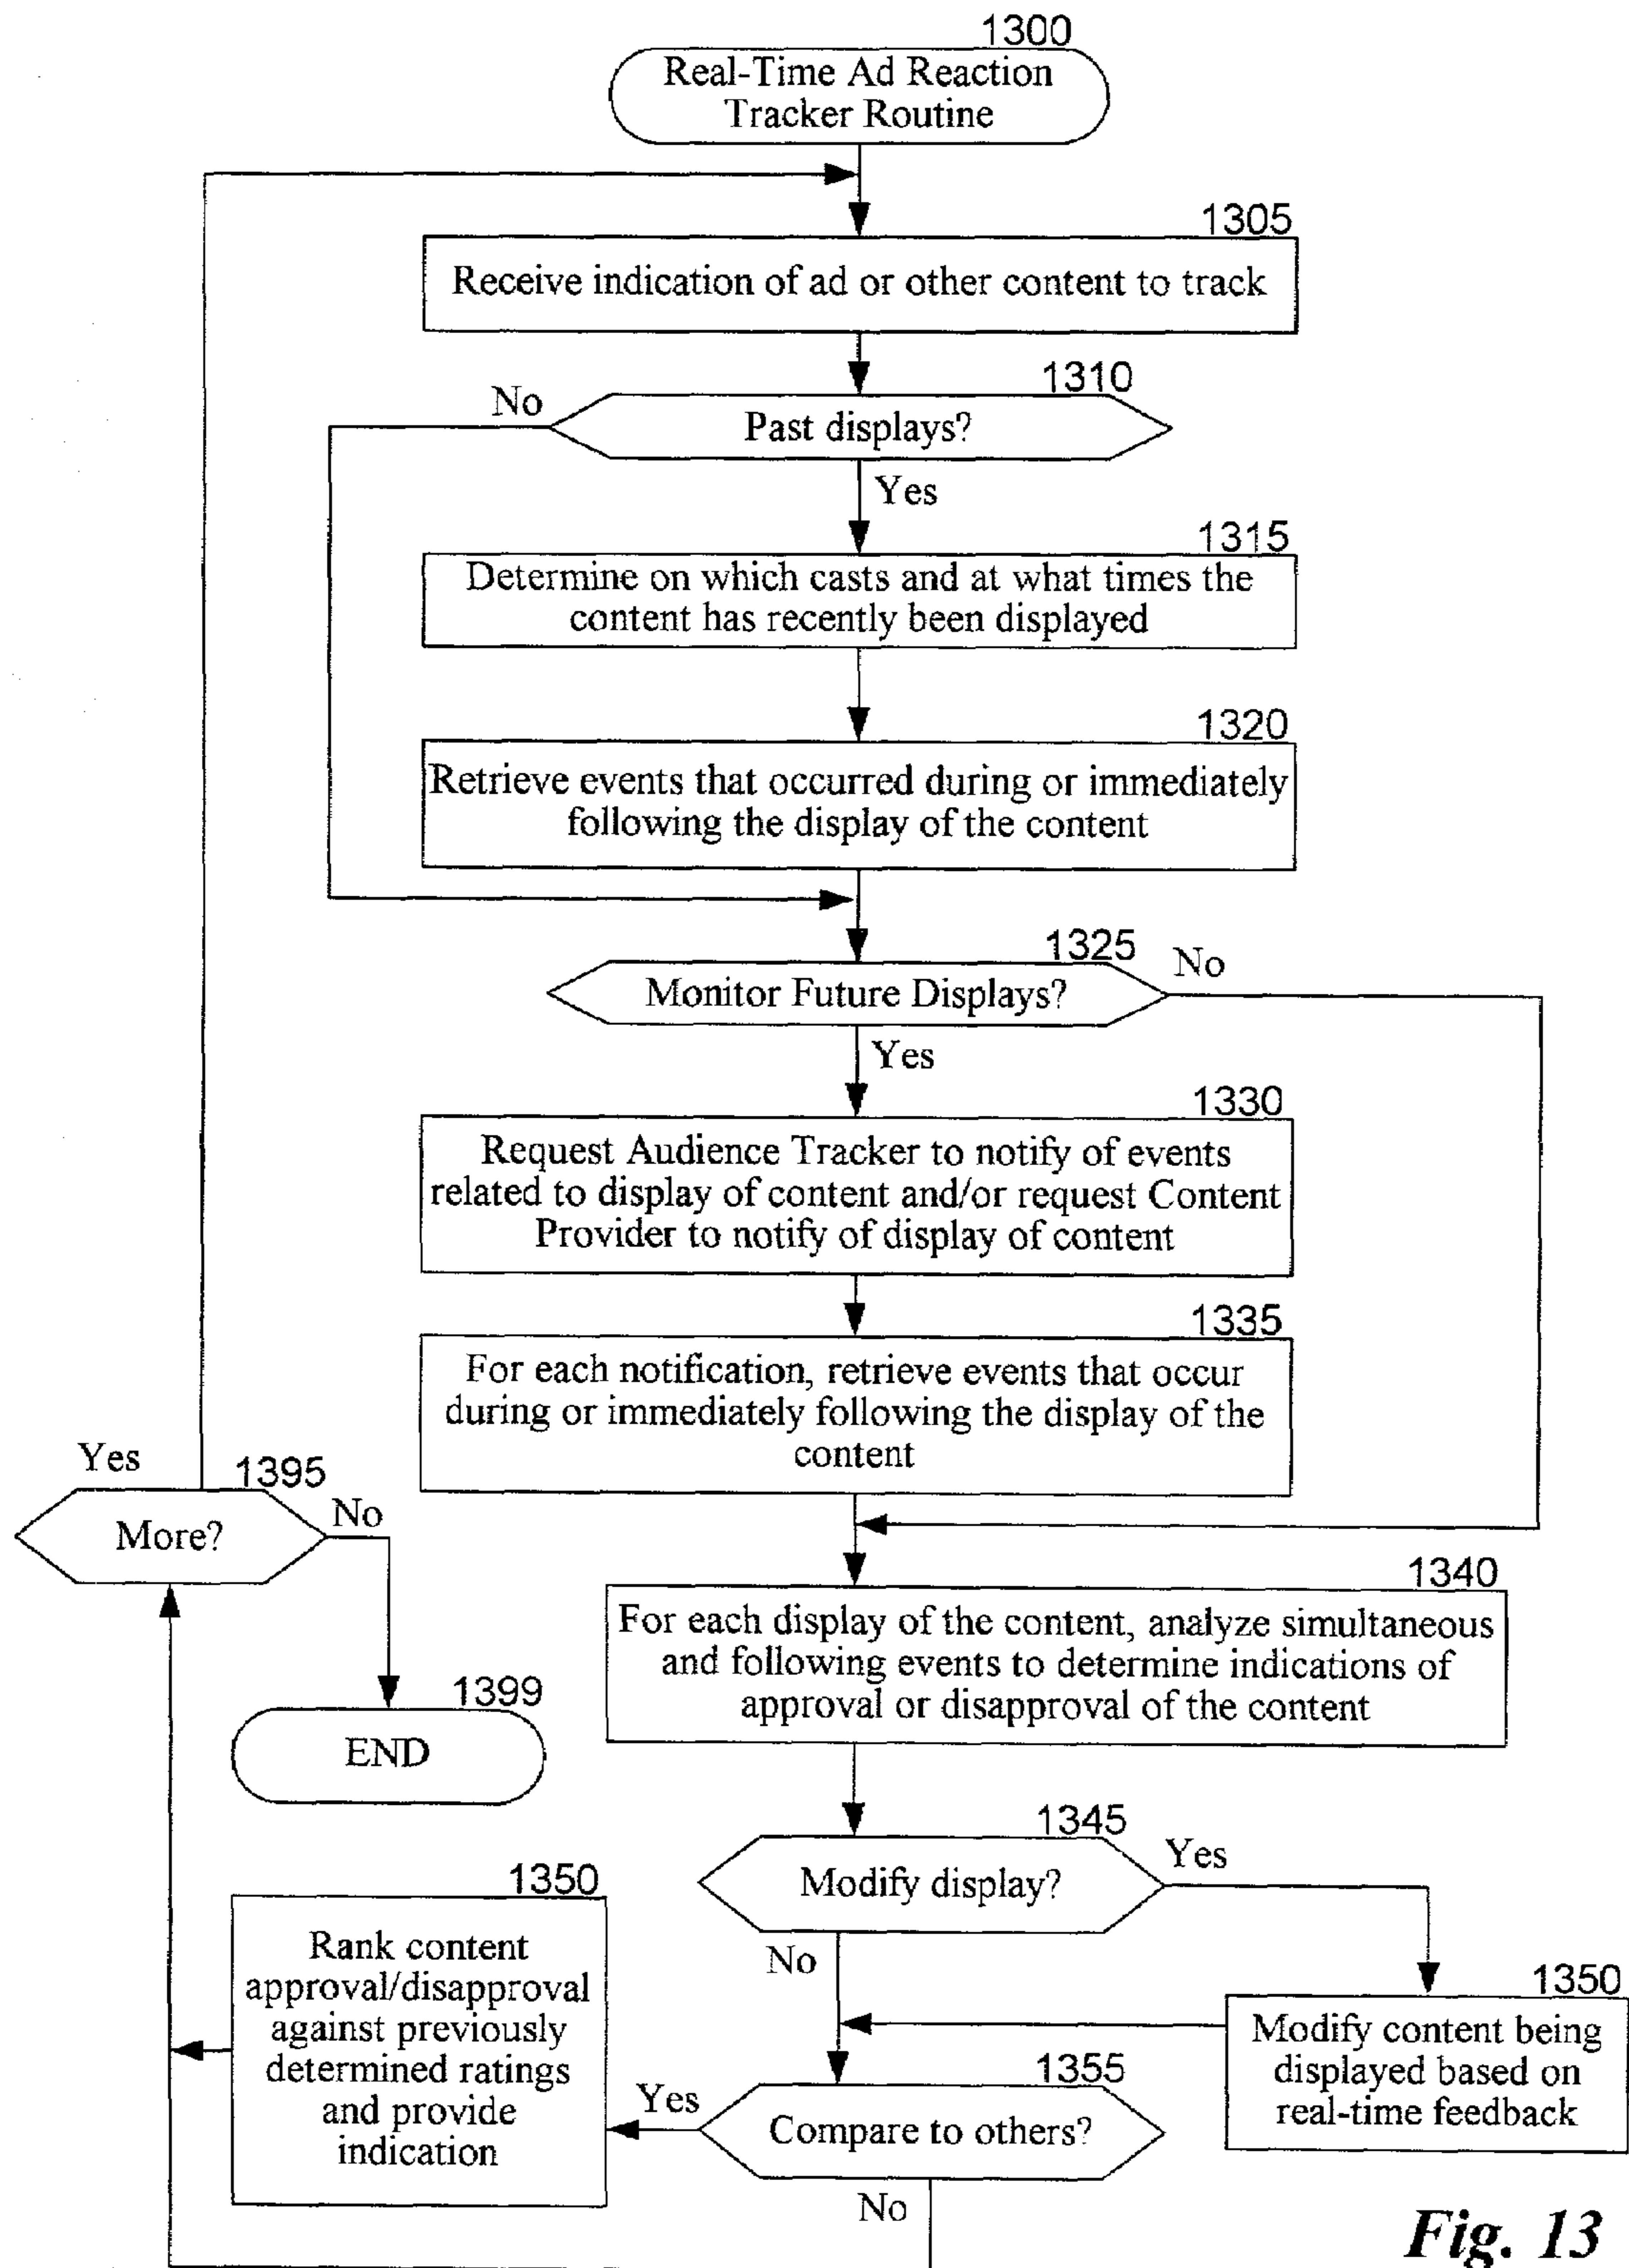 1300
Real-Time Ad Reaction
Tracker Routine
1305
Receive indication of ad or other content to track
1310
No
Past displays?
Yes
1315
Determine on which casts and at what times the
content has recently been displayed
1320
Retrieve events that occurred during or immediately
following the display of the content
1325
No
Monitor Future Displays?
Yes
1330
Request Audience Tracker to notify of events
related to display of content and/or request Content
Provider to notify of display of content
1335
For each notification, retrieve events that occur
during or immediately following the display of the
content
Yes
1395
No
More?
1340
For each display of the content, analyze simultaneous
and following events to determine indications of
approval or disapproval of the content
1399
END
1345
Yes
Modify display?
No
1350
Rank content
approval/disapproval
against previously
determined ratings
and provide
indication
1350
Modify content being
displayed based on
real-time feedback
1355
Yes
Compare to others?
No
Fig. 13